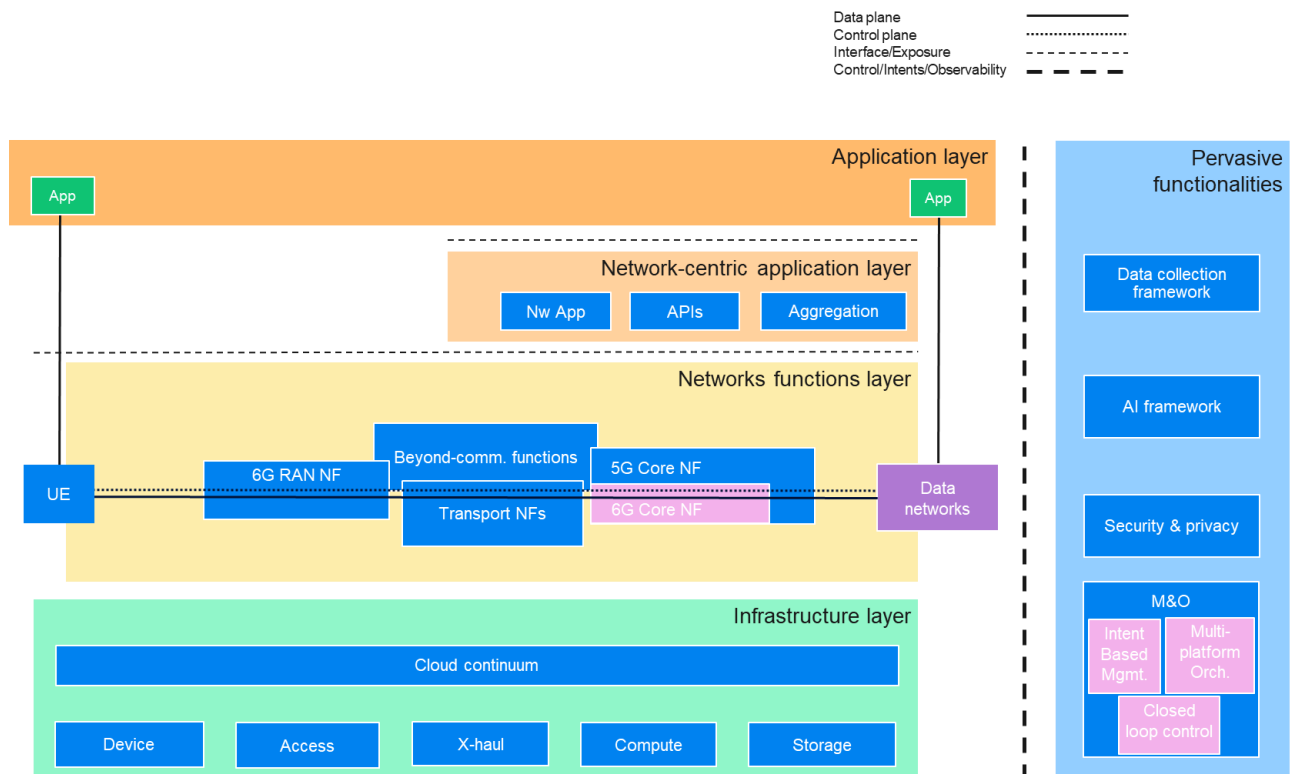 Data plane
Control plane
Interface/Exposure
Control/Intents/Observability
Application layer
App
App
Network-centric application layer
Nw App
APIs
Aggregation
Networks functions layer
Beyond-comm. functions
6G RAN NF
5G Core NF
UE
Transport NFs
6G Core NF
Data
networks
Infrastructure layer
Cloud continuum
Device
Access
X-haul
Compute
Storage
Pervasive
functionalities
Data collection
framework
AI framework
Security & privacy
M&O
Intent
Based
Mgmt.
Multi-
platform
Orch.
Closed
loop control